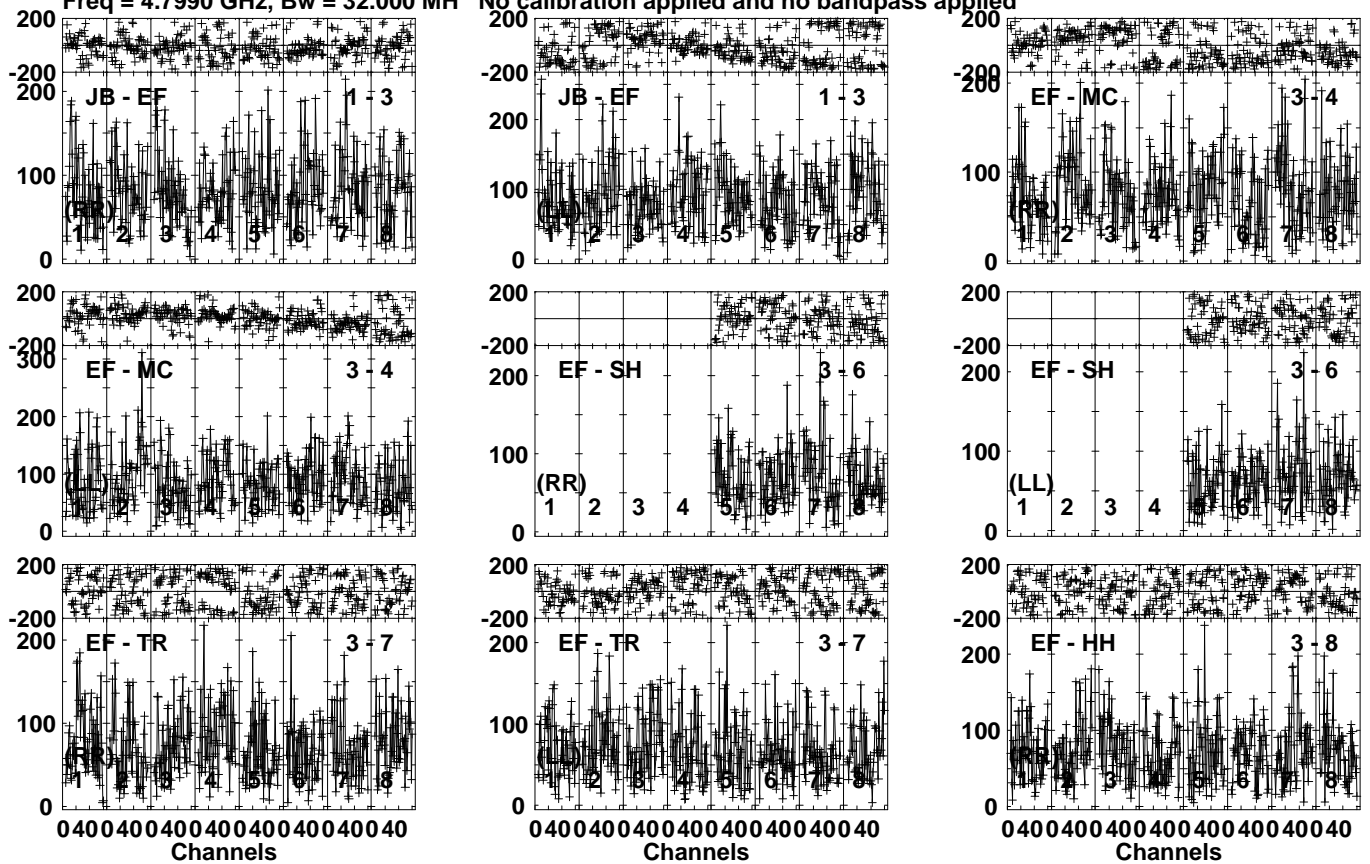 Freq = 4.7990 GHz, Bw = 32.000 MH No calibration applied and no bandpass applied
200
-200
200
100
0
JB - EF 1 - 3
(RR)
1 2 3 4 5 6 7 8
200
-200
200
100
0
JB - EF 1 - 3
(LL)
1 2 3 4 5 6 7 8
200
-200
200
100
0
EF - MC 3 - 4
(RR)
1 2 3 4 5 6 7 8
200
-200
300
200
100
0
EF - MC 3 - 4
(LL)
1 2 3 4 5 6 7 8
200
-200
200
100
0
EF - SH 3 - 6
(RR)
1 2 3 4 5 6 7 8
200
-200
200
100
0
EF - SH 3 - 6
(LL)
1 2 3 4 5 6 7 8
200
-200
200
100
0
EF - TR 3 - 7
(RR)
1 2 3 4 5 6 7 8
0 40 0 40 0 40 0 40 0 40 0 40 0 40 0 40
Channels
200
-200
200
100
0
EF - TR 3 - 7
(LL)
1 2 3 4 5 6 7 8
0 40 0 40 0 40 0 40 0 40 0 40 0 40 0 40
Channels
200
-200
200
100
0
EF - HH 3 - 8
(RR)
1 2 3 4 5 6 7 8
0 40 0 40 0 40 0 40 0 40 0 40 0 40 0 40
Channels